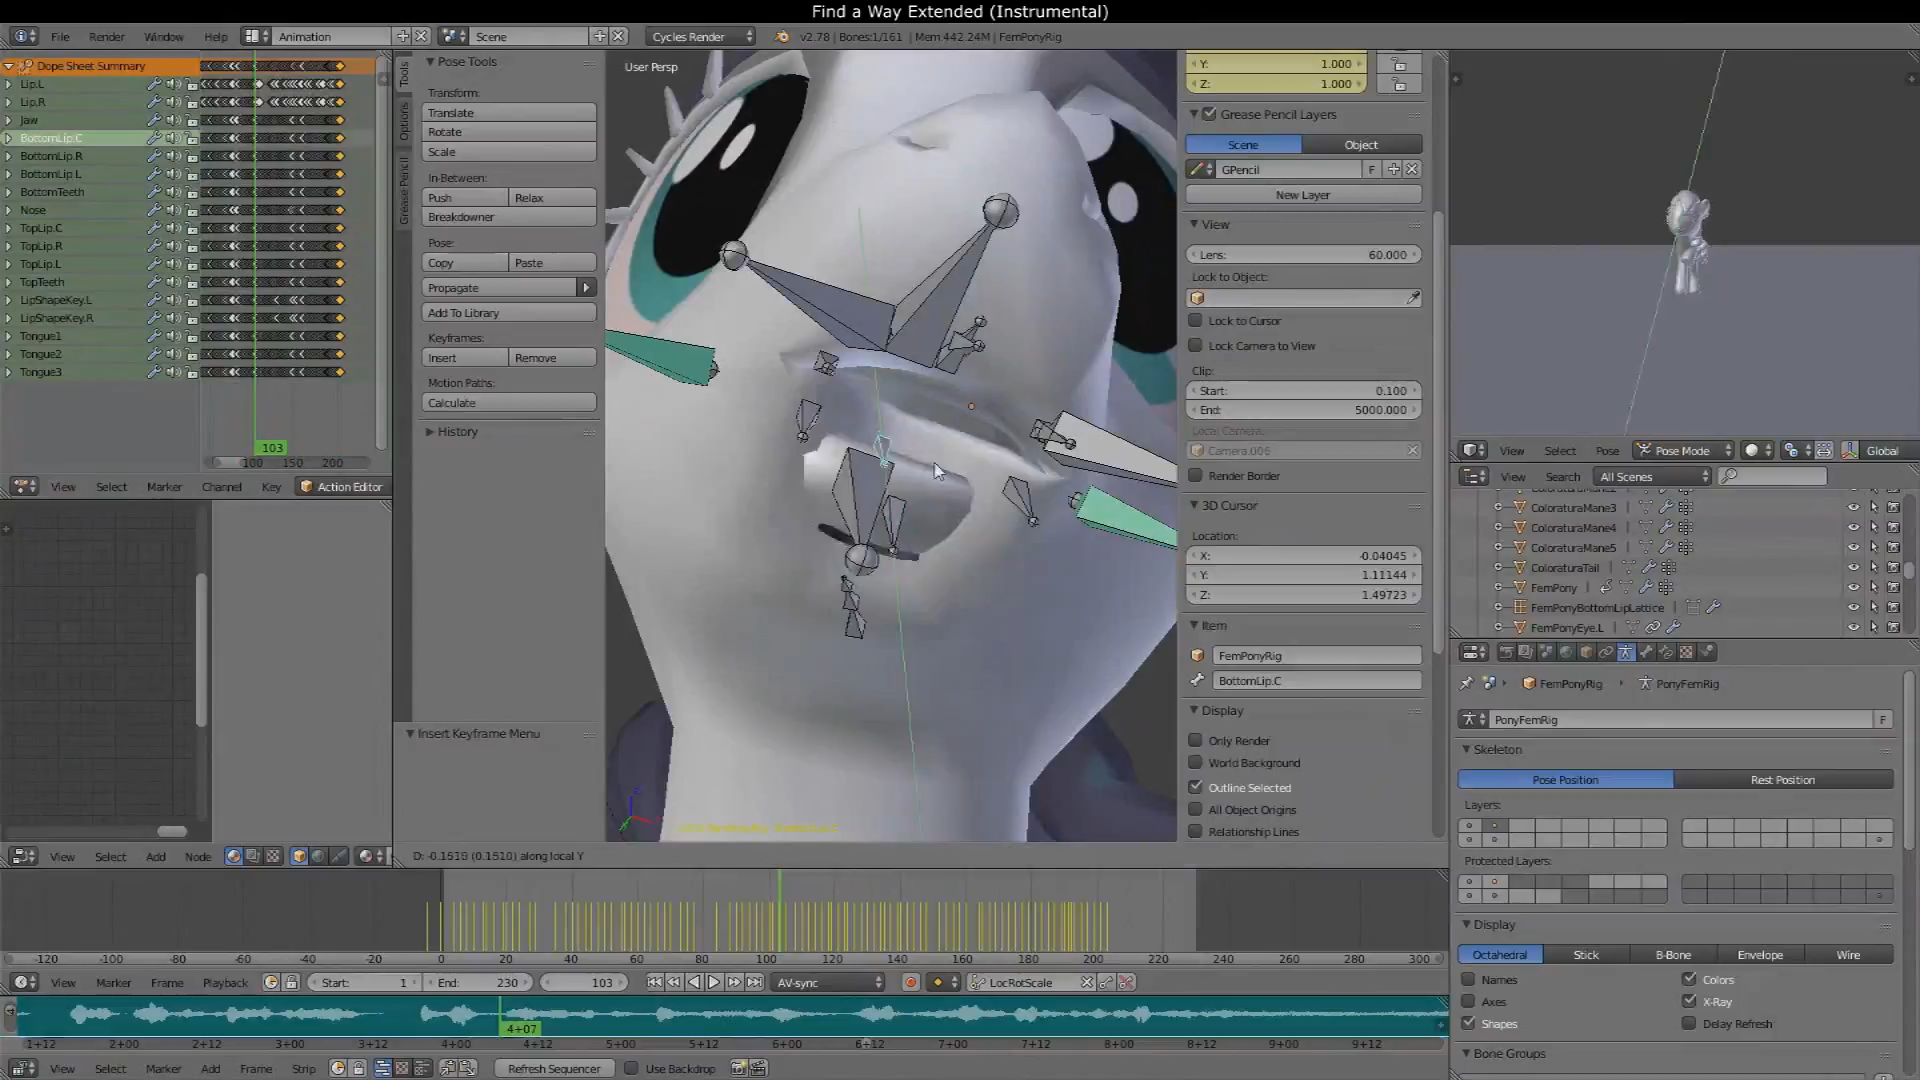 Find a Way Extended (Instrumental)
File Render Window Help Animation Scene Cycles Render v2.78 | Bones:1/161 | Mem:442.24M | FemPonyRig
Dope Sheet Summary
Lip.L
Lip.R
Jaw
BottomLip.C
BottomLip.R
BottomLip.L
BottomTeeth
Nose
TopLip.C
TopLip.R
TopLip.L
TopTeeth
LipShapeKey.L
LipShapeKey.R
Tongue1
Tongue2
Tongue3
103
100 150 200
View Select Marker Channel Key Action Editor
View Select Add Node
Tools
Options
Grease Pencil
Pose Tools
Transform:
Translate
Rotate
Scale
In-Between:
Push Relax
Breakdowner
Pose:
Copy Paste
Propagate
Add To Library
Keyframes:
Insert Remove
Motion Paths:
Calculate
History
Insert Keyframe Menu
User Persp
D: -0.1518 (0.1510) along local Y
Y: 1.000
Z: 1.000
Grease Pencil Layers
Scene Object
GPencil F
New Layer
View
Lens: 60.000
Lock to Object:
Lock to Cursor
Lock Camera to View
Clip:
Start: 0.100
End: 5000.000
Local Camera:
Camera.006
Render Border
3D Cursor
Location:
X: -0.04045
Y: 1.11144
Z: 1.49723
Item
FemPonyRig
BottomLip.C
Display
Only Render
World Background
Outline Selected
All Object Origins
Relationship Lines
View Select Pose Pose Mode Global
View Search All Scenes
ColoraturaMane3
ColoraturaMane4
ColoraturaMane5
ColoraturaTail
FemPony
FemPonyBottomLipLattice
FemPonyEye.L
FemPonyRig PonyFemRig
PonyFemRig F
Skeleton
Pose Position Rest Position
Layers:
Protected Layers:
Display
Octahedral Stick B-Bone Envelope Wire
Names Colors
Axes X-Ray
Shapes Delay Refresh
Bone Groups
-120 -100 -80 -60 -40 -20 0 20 40 60 80 100 120 140 160 180 200 220 240 260 280 300
View Marker Frame Playback Start: 1 End: 230 103 AV-sync LocRotScale
4+07
1+12 2+00 2+12 3+00 3+12 4+00 4+12 5+00 5+12 6+00 6+12 7+00 7+12 8+00 8+12 9+00 9+12
View Select Marker Add Frame Strip Refresh Sequencer Use Backdrop